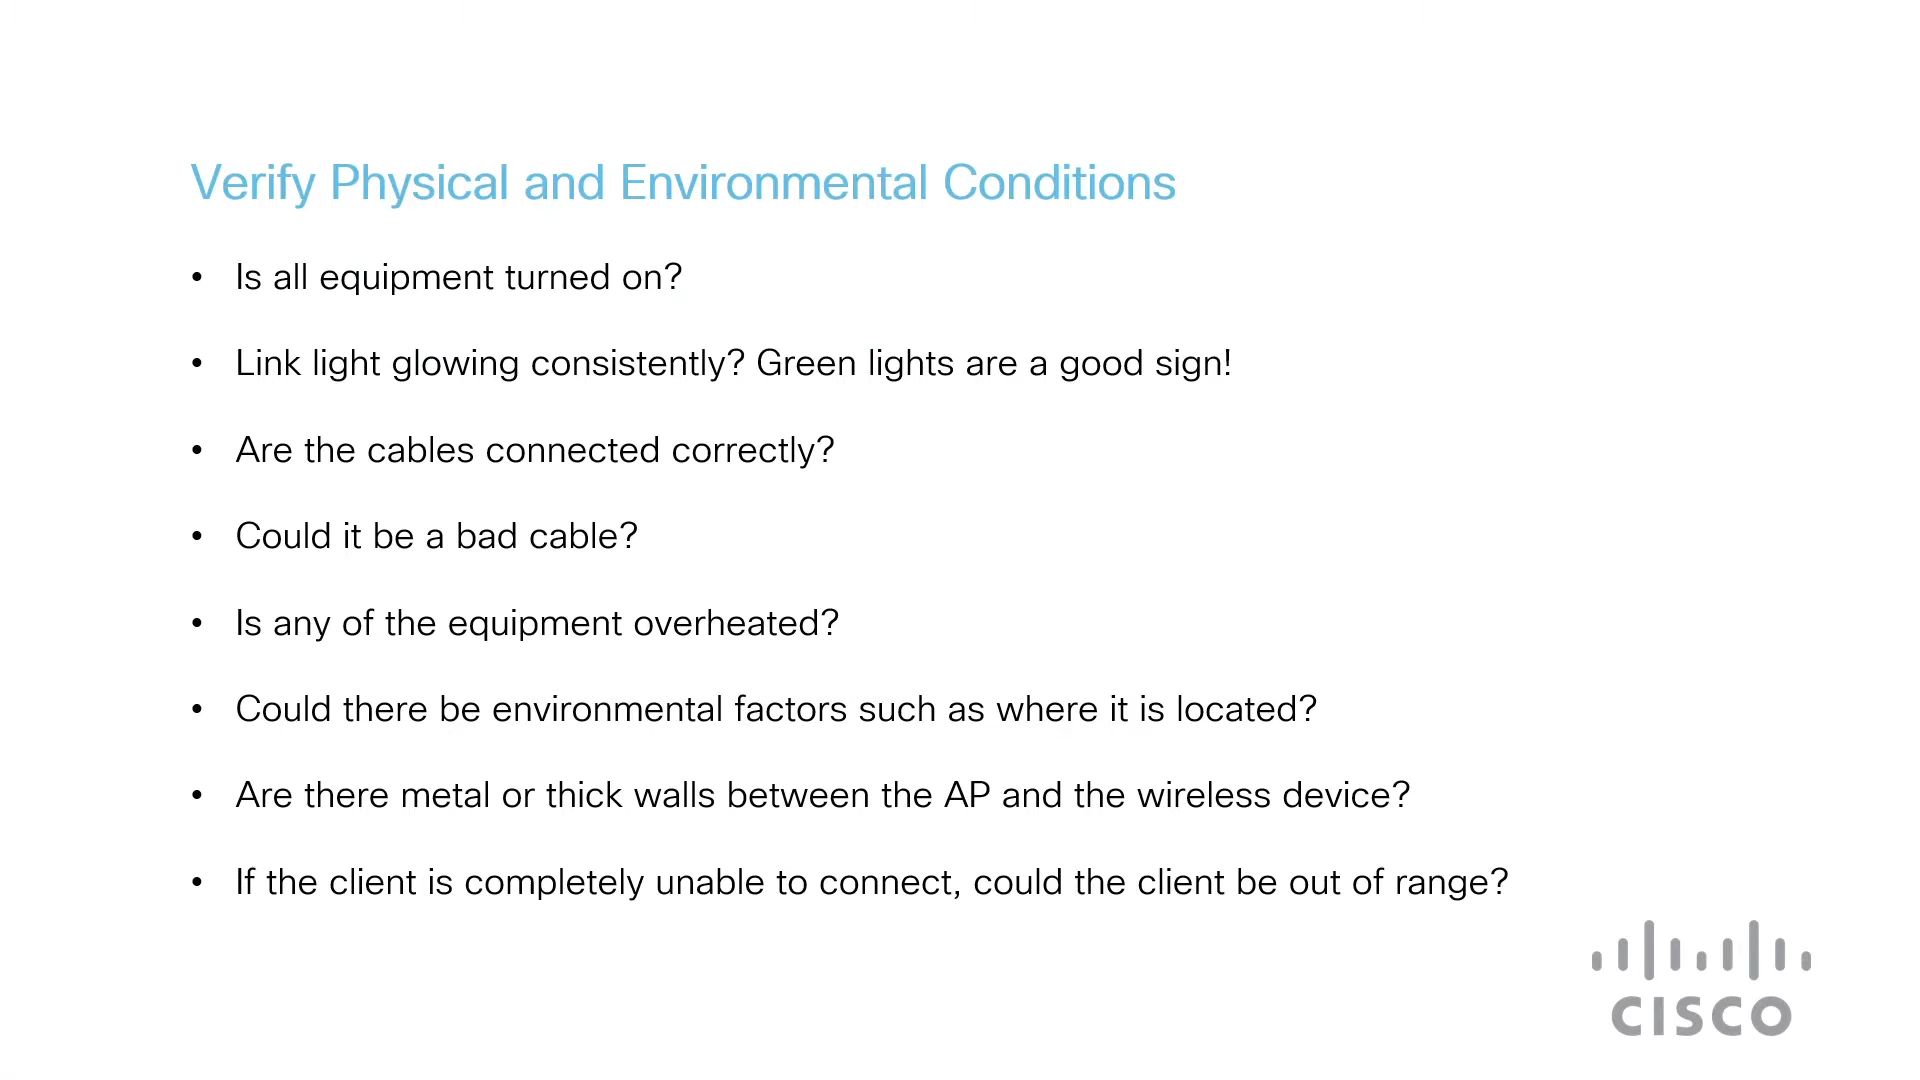 Verify Physical and Environmental Conditions
• Is all equipment turned on?
• Link light glowing consistently? Green lights are a good sign!
• Are the cables connected correctly?
• Could it be a bad cable?
• Is any of the equipment overheated?
• Could there be environmental factors such as where it is located?
• Are there metal or thick walls between the AP and the wireless device?
• If the client is completely unable to connect, could the client be out of range?
CISCO